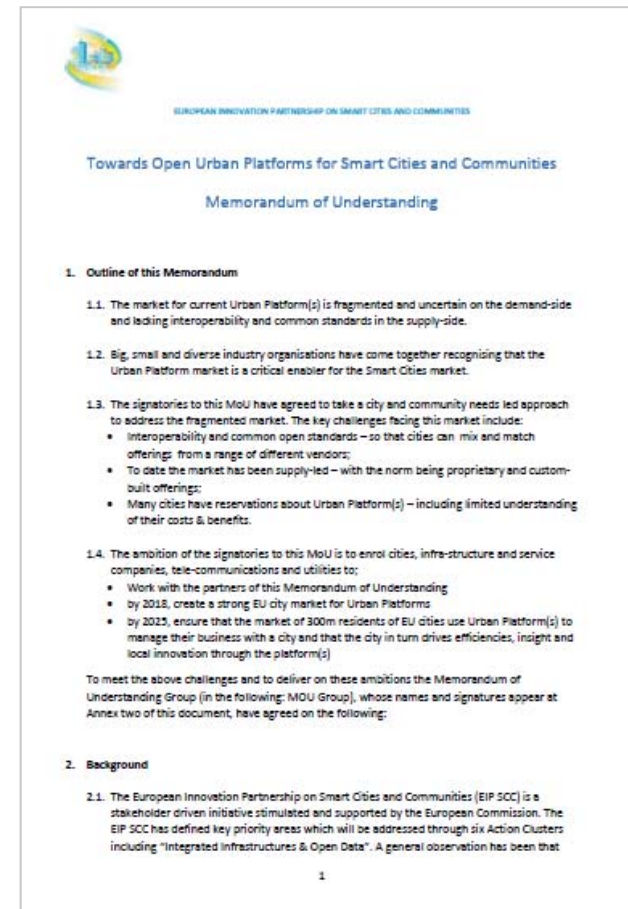 EUROPEAN INNOVATION PARTNERSHIP ON SMART CITIES AND COMMUNITIES
Towards Open Urban Platforms for Smart Cities and Communities
Memorandum of Understanding
1. Outline of this Memorandum
1.1. The market for current Urban Platform(s) is fragmented and uncertain on the demand-side
and lacking interoperability and common standards in the supply-side.
1.2. Big, small and diverse industry organisations have come together recognising that the
Urban Platform market is a critical enabler for the Smart Cities market.
1.3. The signatories to this MoU have agreed to take a city and community needs led approach
to address the fragmented market. The key challenges facing this market include:
• Interoperability and common open standards – so that cities can mix and match
offerings from a range of different vendors;
• To date the market has been supply-led – with the norm being proprietary and custom-
built offerings;
• Many cities have reservations about Urban Platform(s) – including limited understanding
of their costs & benefits.
1.4. The ambition of the signatories to this MoU is to enrol cities, infra-structure and service
companies, tele-communications and utilities to;
• Work with the partners of this Memorandum of Understanding
• by 2018, create a strong EU city market for Urban Platforms
• by 2025, ensure that the market of 300m residents of EU cities use Urban Platform(s) to
manage their business with a city and that the city in turn drives efficiencies, insight and
local innovation through the platform(s)
To meet the above challenges and to deliver on these ambitions the Memorandum of
Understanding Group (in the following: MOU Group), whose names and signatures appear at
Annex two of this document, have agreed on the following:
2. Background
2.1. The European Innovation Partnership on Smart Cities and Communities (EIP SCC) is a
stakeholder driven initiative stimulated and supported by the European Commission. The
EIP SCC has defined key priority areas which will be addressed through six Action Clusters
including "Integrated Infrastructures & Open Data". A general observation has been that
1